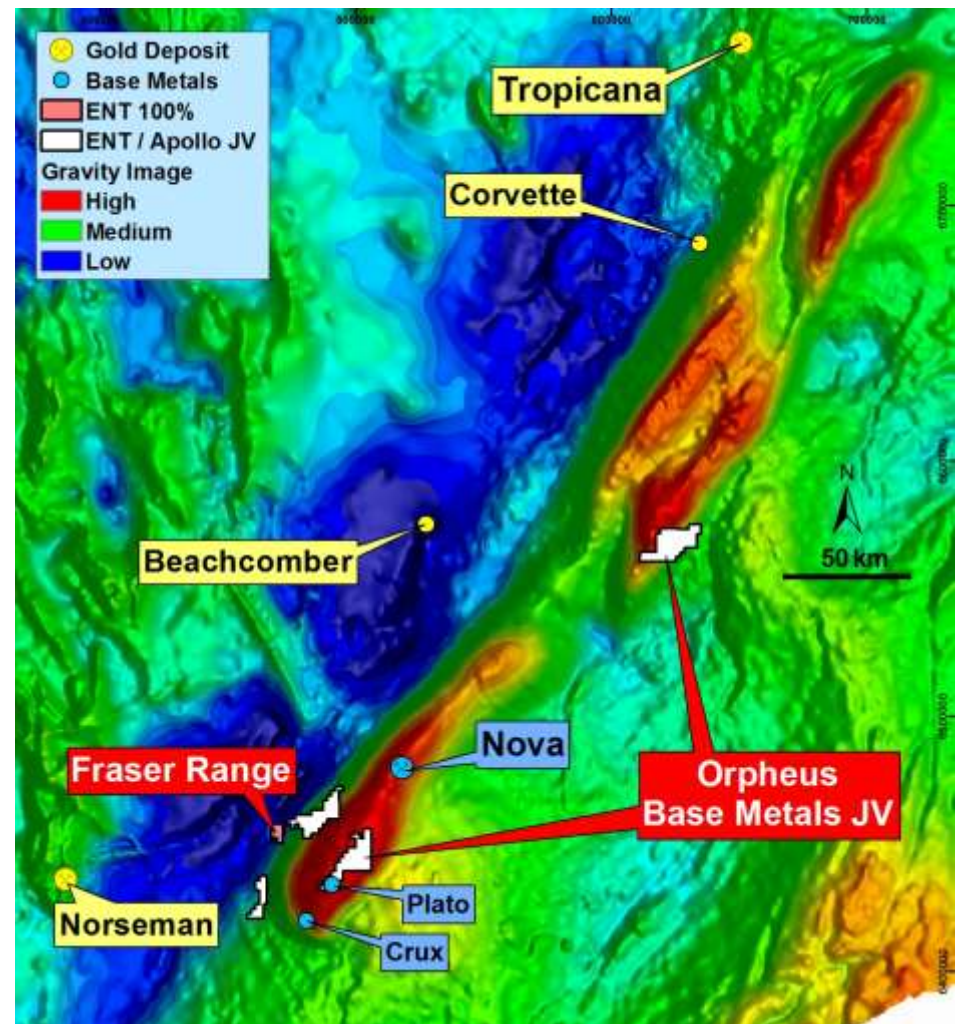 Gold Deposit
Base Metals
ENT 100%
ENT / Apollo JV
Gravity Image
High
Medium
Low
Tropicana
Corvette
Beachcomber
N
50 km
Nova
Fraser Range
Orpheus
Base Metals JV
Plato
Norseman
Crux